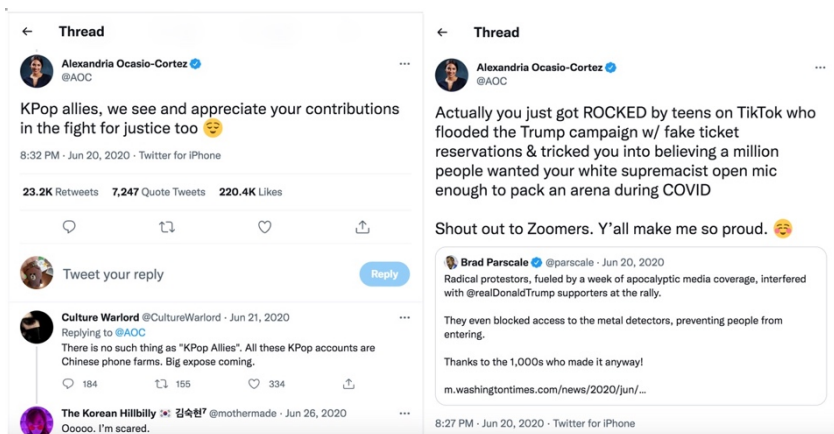 Thread
Alexandria Ocasio-Cortez
@AOC
KPop allies, we see and appreciate your contributions
in the fight for justice too 😌
8:32 PM · Jun 20, 2020 · Twitter for iPhone
23.2K Retweets 7,247 Quote Tweets 220.4K Likes
Tweet your reply
Reply
Culture Warlord @CultureWarlord · Jun 21, 2020
Replying to @AOC
There is no such thing as "KPop Allies". All these KPop accounts are
Chinese phone farms. Big expose coming.
184 155 334
The Korean Hillbilly 🇰🇷 김숙현⁷ @mothermade · Jun 26, 2020
Ooooo. I'm scared.
Thread
Alexandria Ocasio-Cortez
@AOC
Actually you just got ROCKED by teens on TikTok who
flooded the Trump campaign w/ fake ticket
reservations & tricked you into believing a million
people wanted your white supremacist open mic
enough to pack an arena during COVID
Shout out to Zoomers. Y'all make me so proud. ☺️
Brad Parscale @parscale · Jun 20, 2020
Radical protestors, fueled by a week of apocalyptic media coverage, interfered
with @realDonaldTrump supporters at the rally.
They even blocked access to the metal detectors, preventing people from
entering.
Thanks to the 1,000s who made it anyway!
m.washingtontimes.com/news/2020/jun/...
8:27 PM · Jun 20, 2020 · Twitter for iPhone